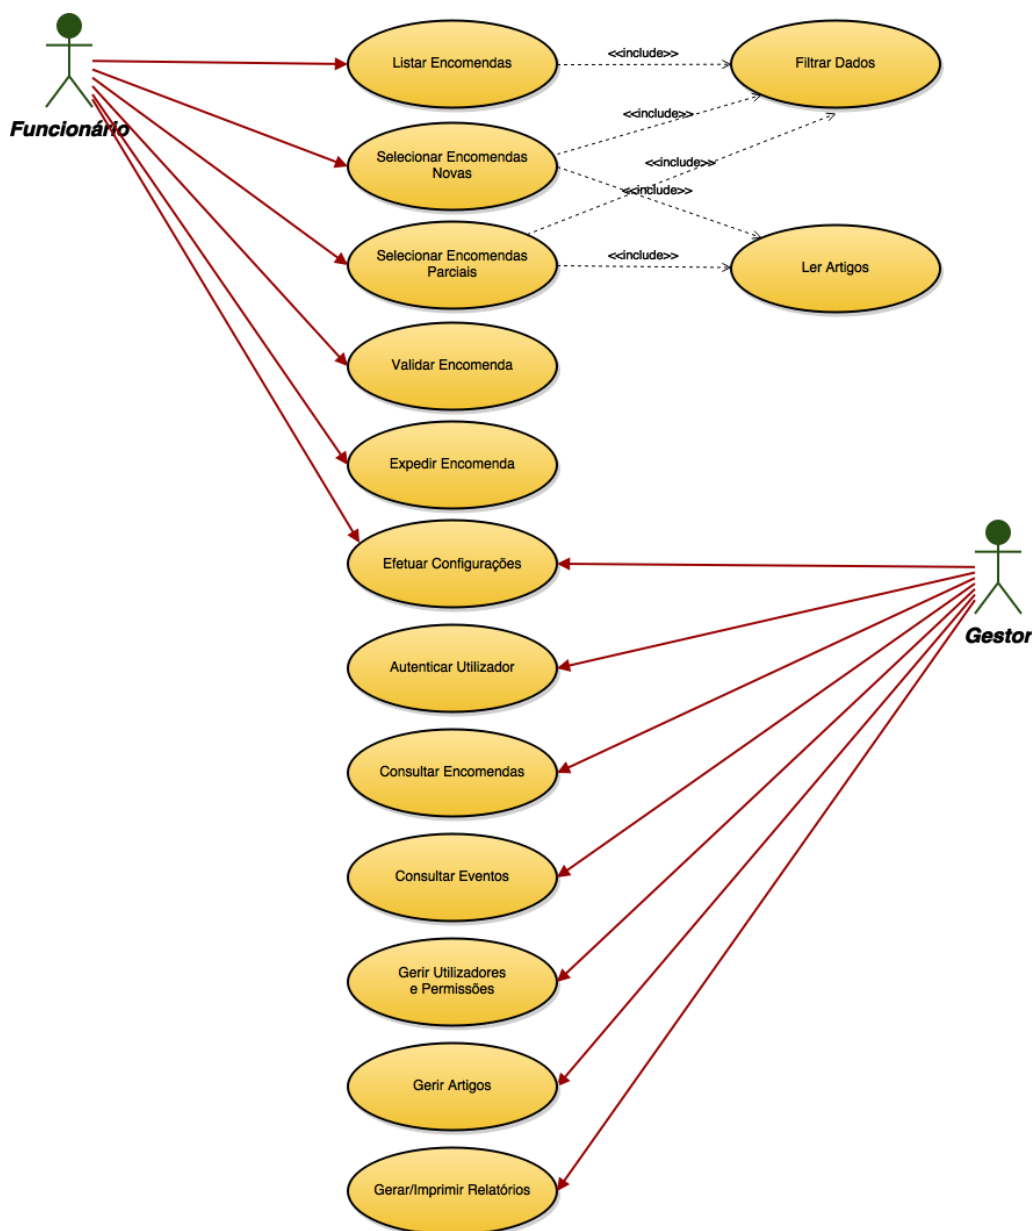 Listar Encomendas
<<include>>
Filtrar Dados
Funcionário
<<include>>
Selecionar Encomendas
Novas
<<include>>
<<include>>
Selecionar Encomendas
Parciais
<<include>>
Ler Artigos
Validar Encomenda
Expedir Encomenda
Efetuar Configurações
Gestor
Autenticar Utilizador
Consultar Encomendas
Consultar Eventos
Gerir Utilizadores
e Permissões
Gerir Artigos
Gerar/Imprimir Relatórios